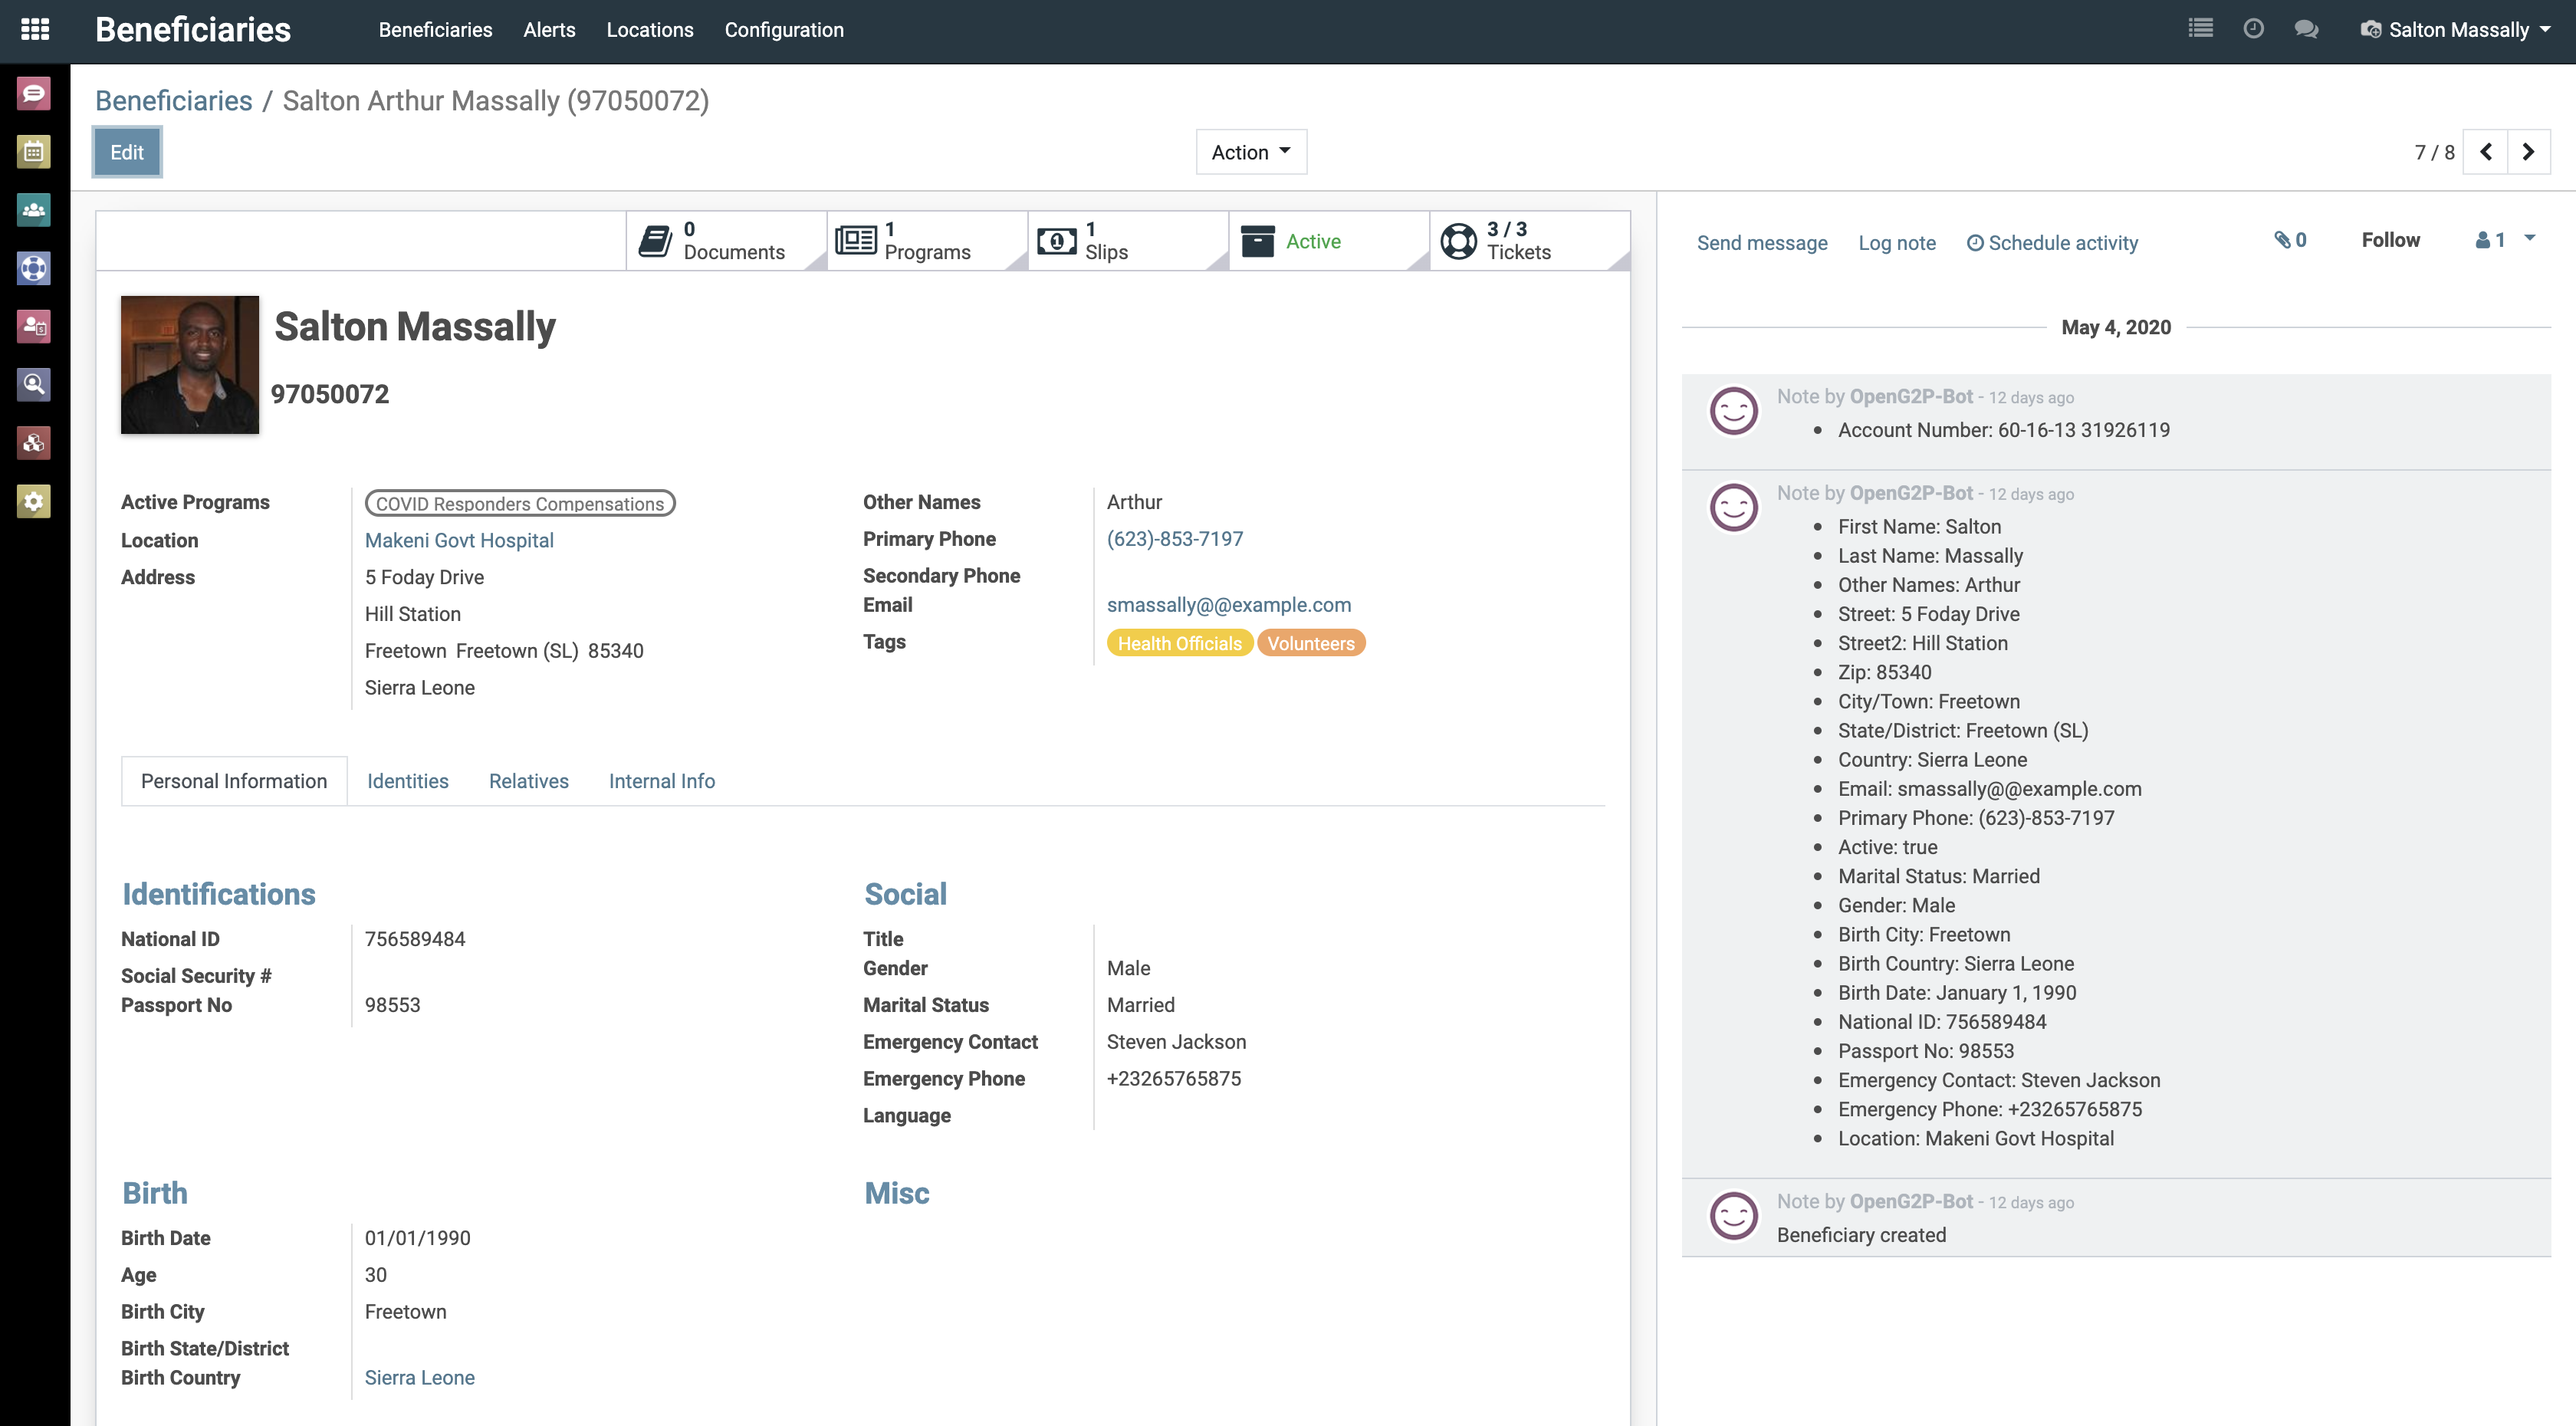 Beneficiaries Beneficiaries Alerts Locations Configuration Salton Massally
Beneficiaries / Salton Arthur Massally (97050072)
Edit Action 7 / 8
0 Documents
1 Programs
1 Slips
Active
3 / 3 Tickets
Salton Massally
97050072
Active Programs COVID Responders Compensations
Location Makeni Govt Hospital
Address 5 Foday Drive
Hill Station
Freetown Freetown (SL) 85340
Sierra Leone
Other Names Arthur
Primary Phone (623)-853-7197
Secondary Phone
Email smassally@@example.com
Tags Health Officials Volunteers
Personal Information Identities Relatives Internal Info
Identifications
National ID 756589484
Social Security #
Passport No 98553
Social
Title
Gender Male
Marital Status Married
Emergency Contact Steven Jackson
Emergency Phone +23265765875
Language
Birth
Birth Date 01/01/1990
Age 30
Birth City Freetown
Birth State/District
Birth Country Sierra Leone
Misc
Send message Log note Schedule activity 0 Follow 1
May 4, 2020
Note by OpenG2P-Bot - 12 days ago
• Account Number: 60-16-13 31926119
Note by OpenG2P-Bot - 12 days ago
• First Name: Salton
• Last Name: Massally
• Other Names: Arthur
• Street: 5 Foday Drive
• Street2: Hill Station
• Zip: 85340
• City/Town: Freetown
• State/District: Freetown (SL)
• Country: Sierra Leone
• Email: smassally@@example.com
• Primary Phone: (623)-853-7197
• Active: true
• Marital Status: Married
• Gender: Male
• Birth City: Freetown
• Birth Country: Sierra Leone
• Birth Date: January 1, 1990
• National ID: 756589484
• Passport No: 98553
• Emergency Contact: Steven Jackson
• Emergency Phone: +23265765875
• Location: Makeni Govt Hospital
Note by OpenG2P-Bot - 12 days ago
Beneficiary created